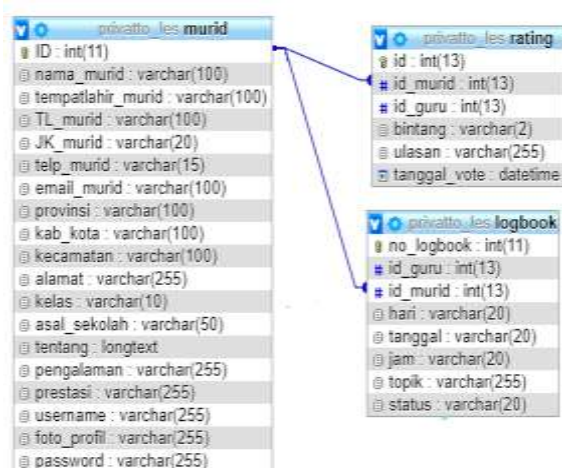 privatto_les murid
ID : int(11)
nama_murid : varchar(100)
tempatlahir_murid : varchar(100)
TL_murid : varchar(100)
JK_murid : varchar(20)
telp_murid : varchar(15)
email_murid : varchar(100)
provinsi : varchar(100)
kab_kota : varchar(100)
kecamatan : varchar(100)
alamat : varchar(255)
kelas : varchar(10)
asal_sekolah : varchar(50)
tentang : longtext
pengalaman : varchar(255)
prestasi : varchar(255)
username : varchar(255)
foto_profil : varchar(255)
password : varchar(255)
privatto_les rating
id : int(13)
# id_murid : int(13)
# id_guru : int(13)
bintang : varchar(2)
ulasan : varchar(255)
tanggal_vote : datetime
privatto_les logbook
no_logbook : int(11)
# id_guru : int(13)
# id_murid : int(13)
hari : varchar(20)
tanggal : varchar(20)
jam : varchar(20)
topik : varchar(255)
status : varchar(20)